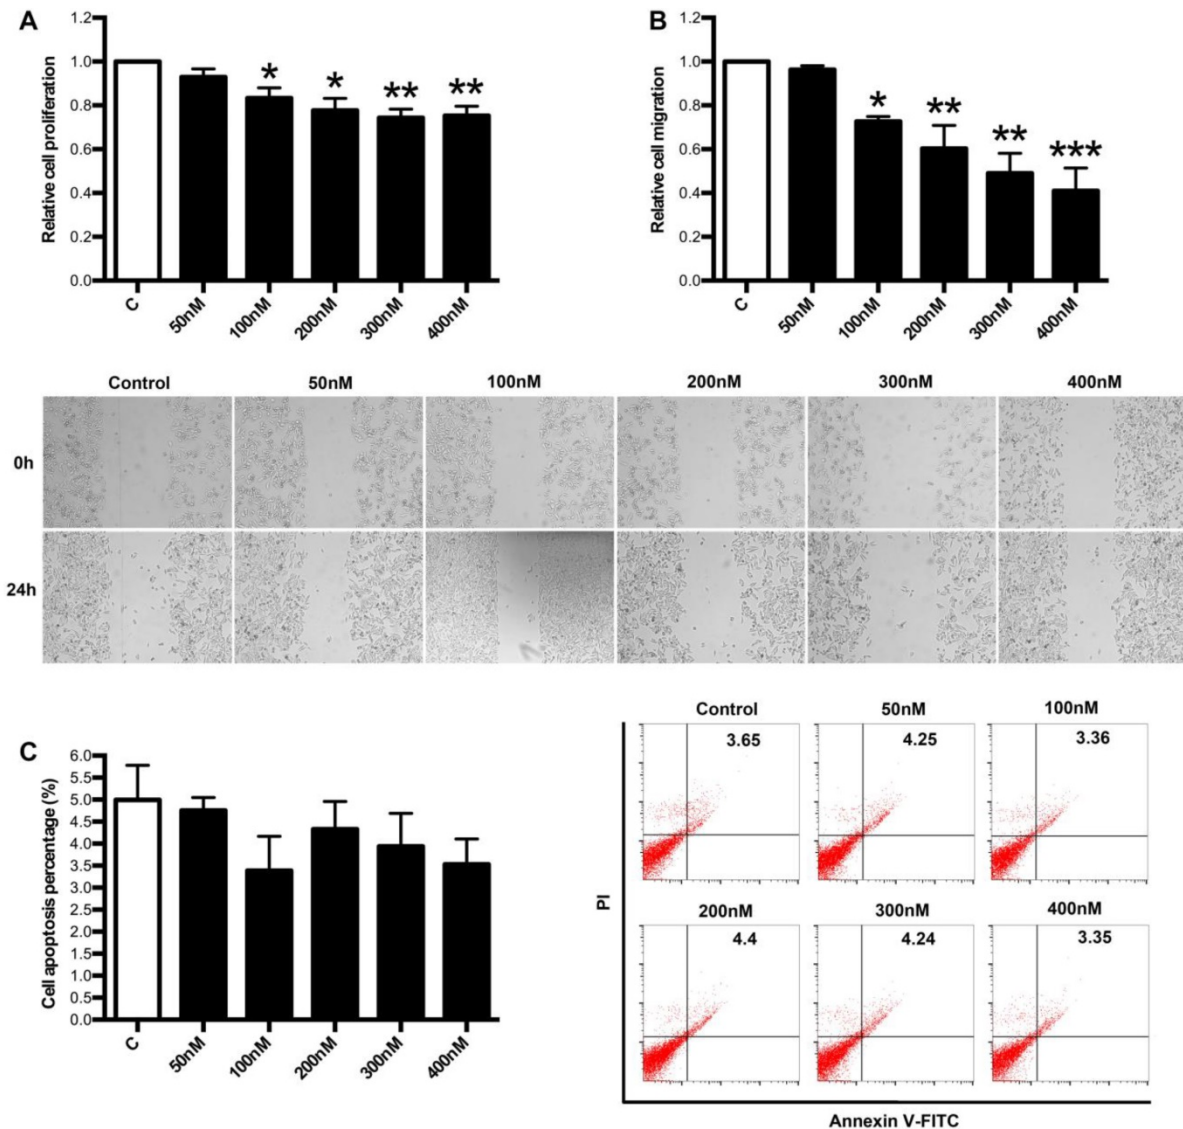 A
B
1.2
1.0
0.8
0.6
0.4
0.2
0.0
Relative cell proliferation
*
*
**
**
C
50nM
100nM
200nM
300nM
400nM
1.2
1.0
0.8
0.6
0.4
0.2
0.0
Relative cell migration
*
**
**
***
C
50nM
100nM
200nM
300nM
400nM
Control 50nM 100nM 200nM 300nM 400nM
0h
24h
C
6.0
5.5
5.0
4.5
4.0
3.5
3.0
2.5
2.0
1.5
1.0
0.5
0.0
Cell apoptosis percentage (%)
C
50nM
100nM
200nM
300nM
400nM
Control 50nM 100nM
3.65 4.25 3.36
200nM 300nM 400nM
4.4 4.24 3.35
PI
Annexin V-FITC